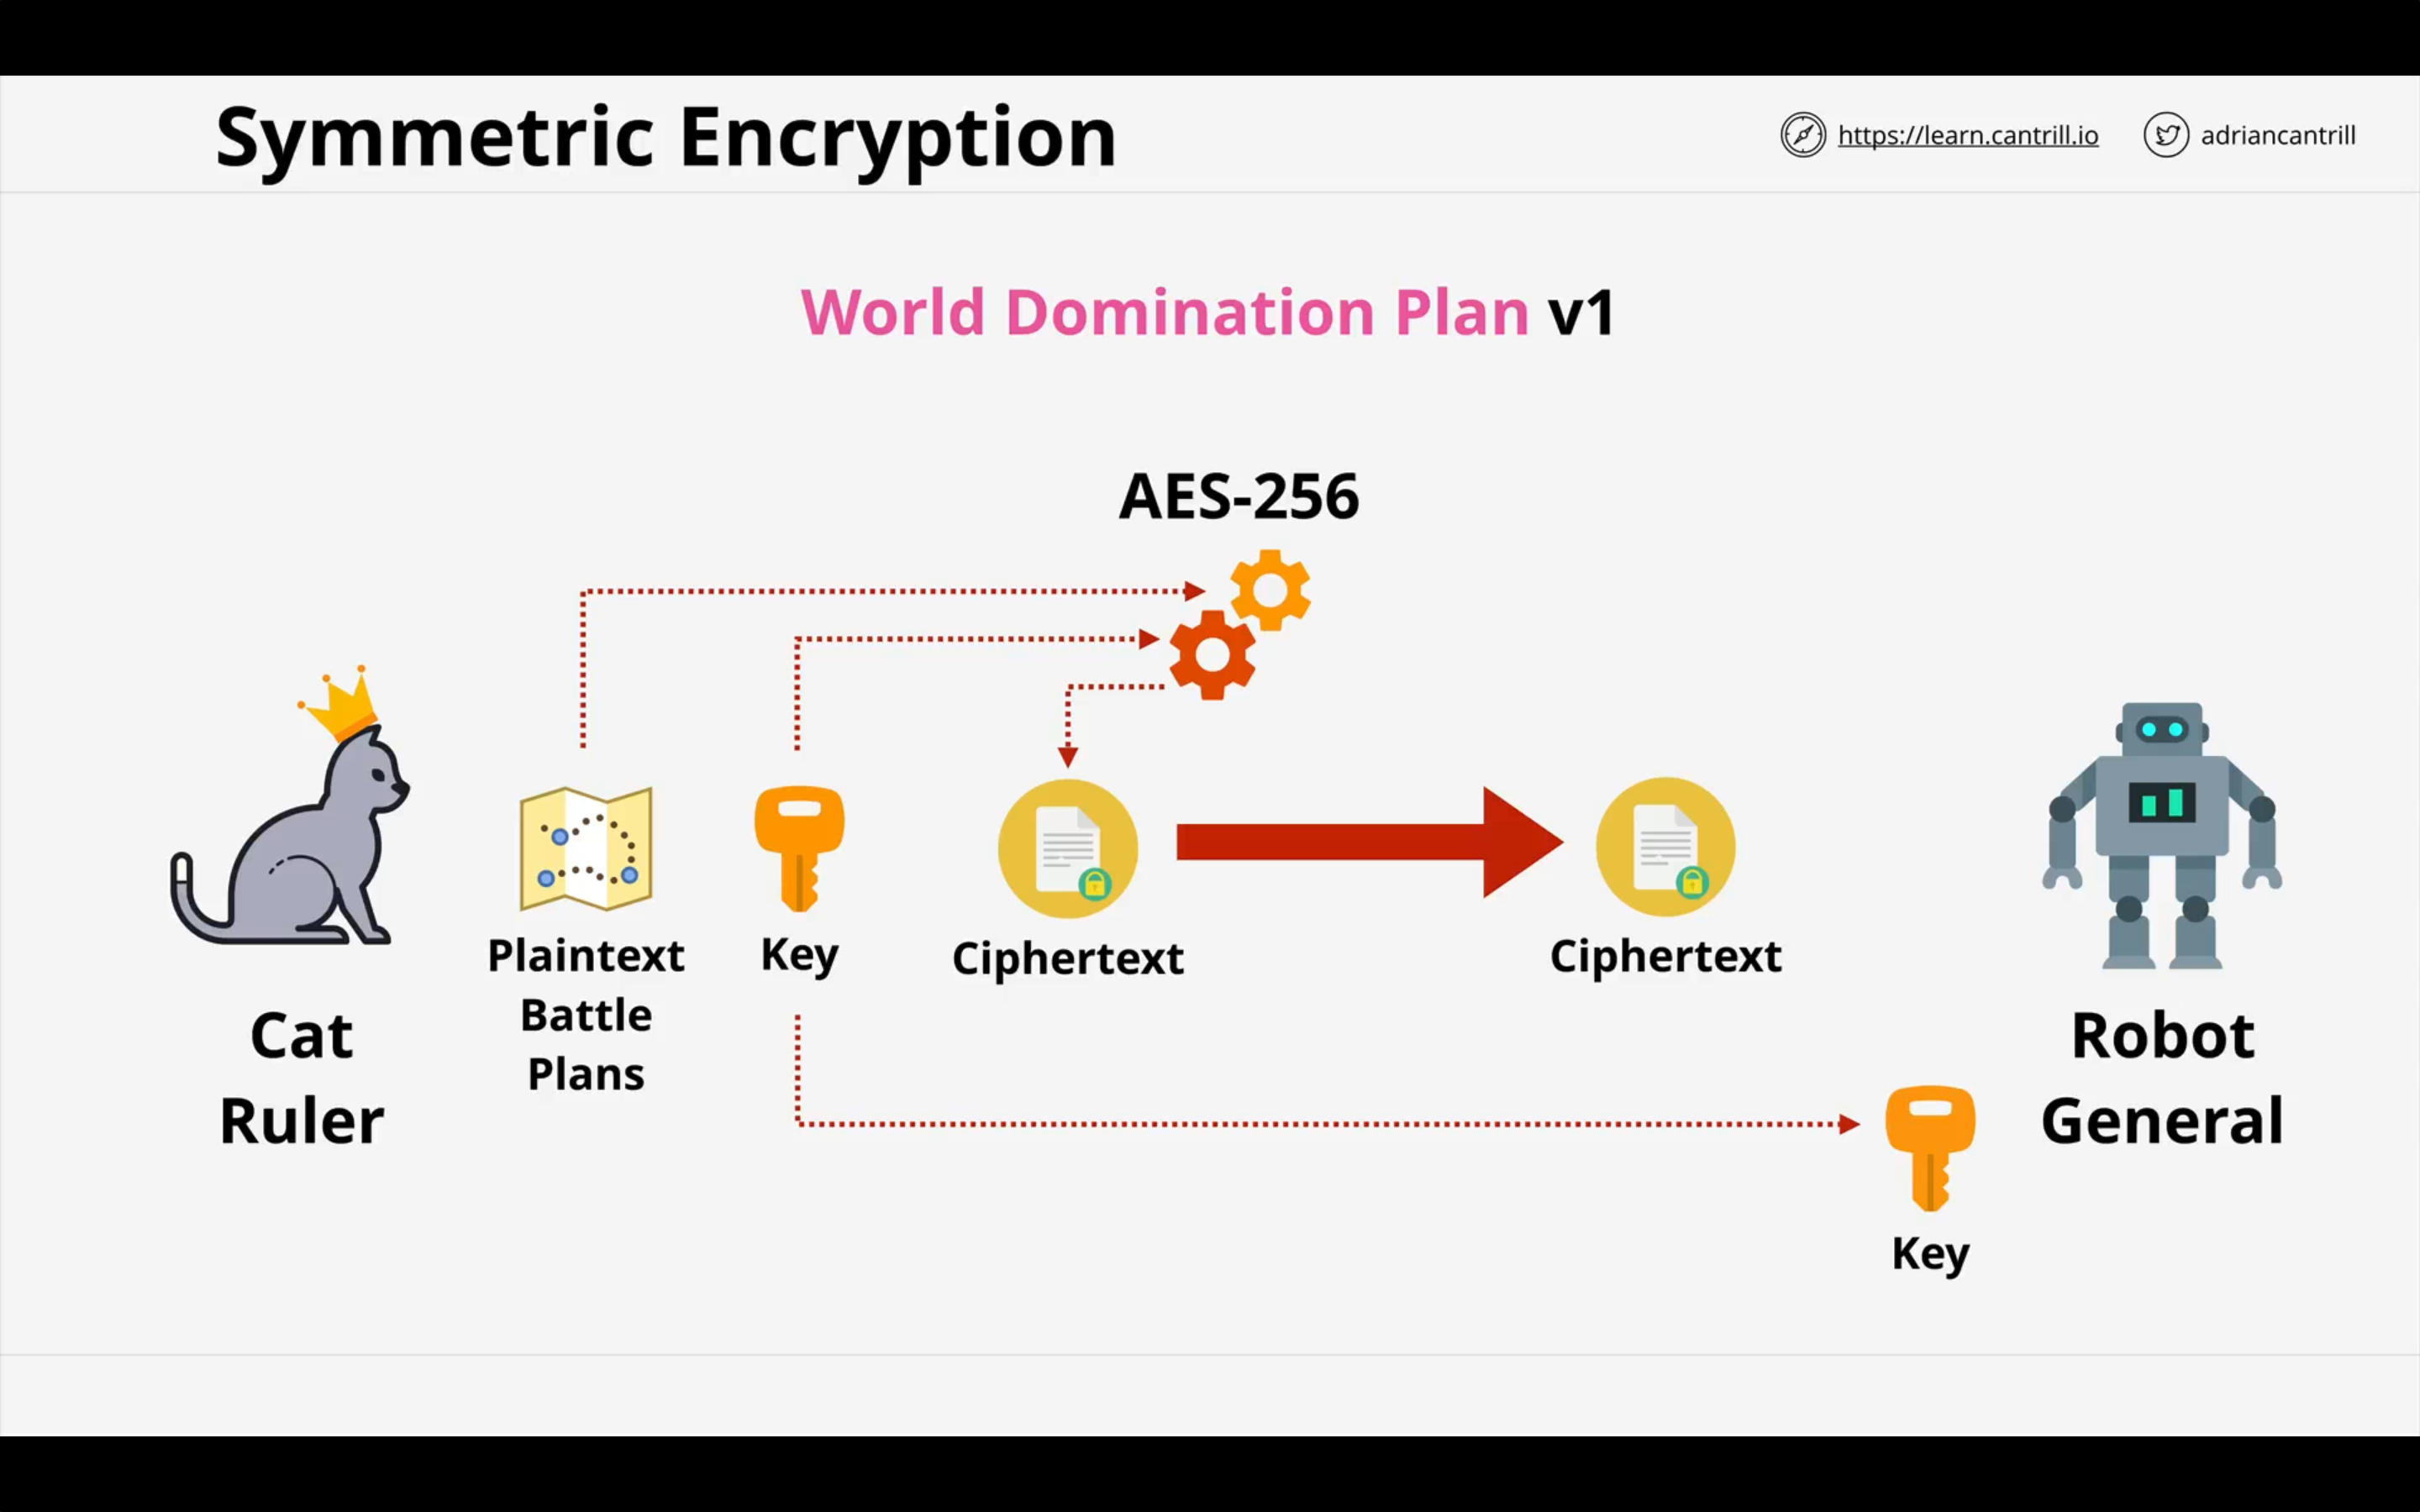 Symmetric Encryption
https://learn.cantrill.io
adriancantrill
World Domination Plan v1
AES-256
Plaintext
Battle
Plans
Key
Ciphertext
Ciphertext
Cat
Ruler
Robot
General
Key